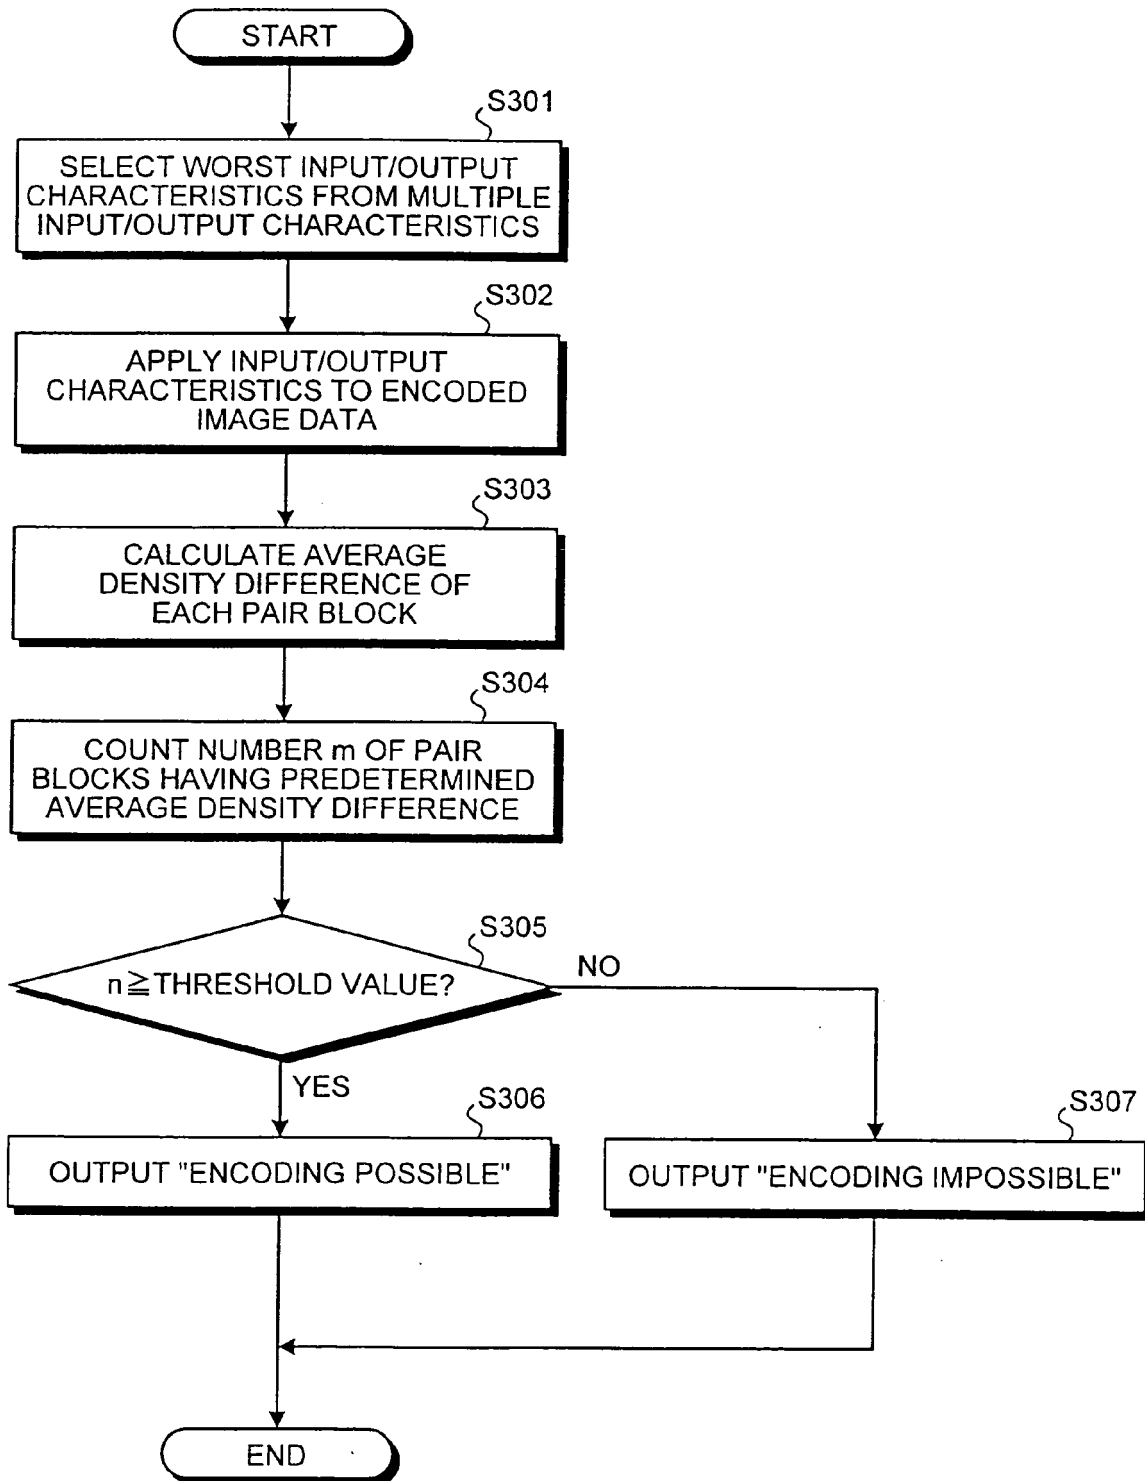 START
S301
SELECT WORST INPUT/OUTPUT
CHARACTERISTICS FROM MULTIPLE
INPUT/OUTPUT CHARACTERISTICS
S302
APPLY INPUT/OUTPUT
CHARACTERISTICS TO ENCODED
IMAGE DATA
S303
CALCULATE AVERAGE
DENSITY DIFFERENCE OF
EACH PAIR BLOCK
S304
COUNT NUMBER m OF PAIR
BLOCKS HAVING PREDETERMINED
AVERAGE DENSITY DIFFERENCE
S305
n≧THRESHOLD VALUE?
NO
YES
S306
OUTPUT "ENCODING POSSIBLE"
S307
OUTPUT "ENCODING IMPOSSIBLE"
END